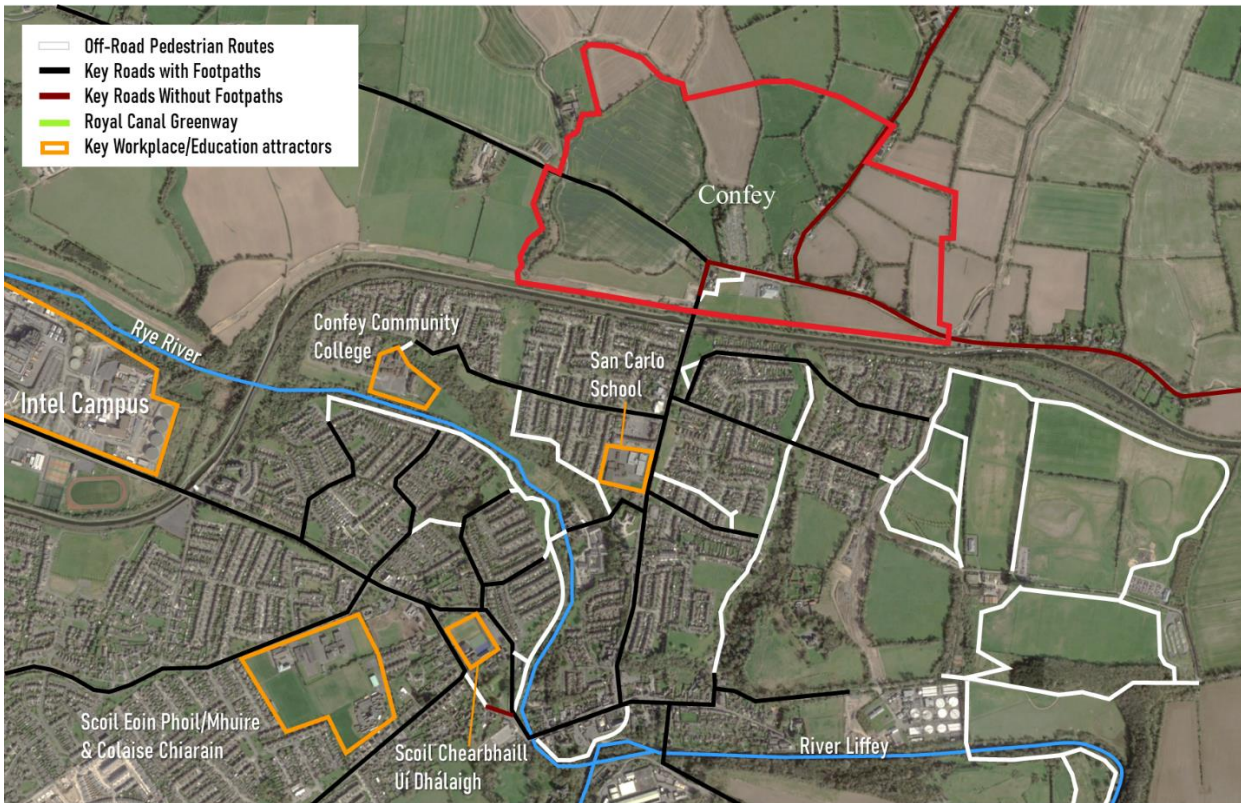 Off-Road Pedestrian Routes
Key Roads with Footpaths
Key Roads Without Footpaths
Royal Canal Greenway
Key Workplace/Education attractors
Confey
Rye River
Confey Community
College
San Carlo
School
Intel Campus
Scoil Eoin Phoil/Mhuire
& Colaise Chiarain
Scoil Chearbhaill
Uí Dhálaigh
River Liffey